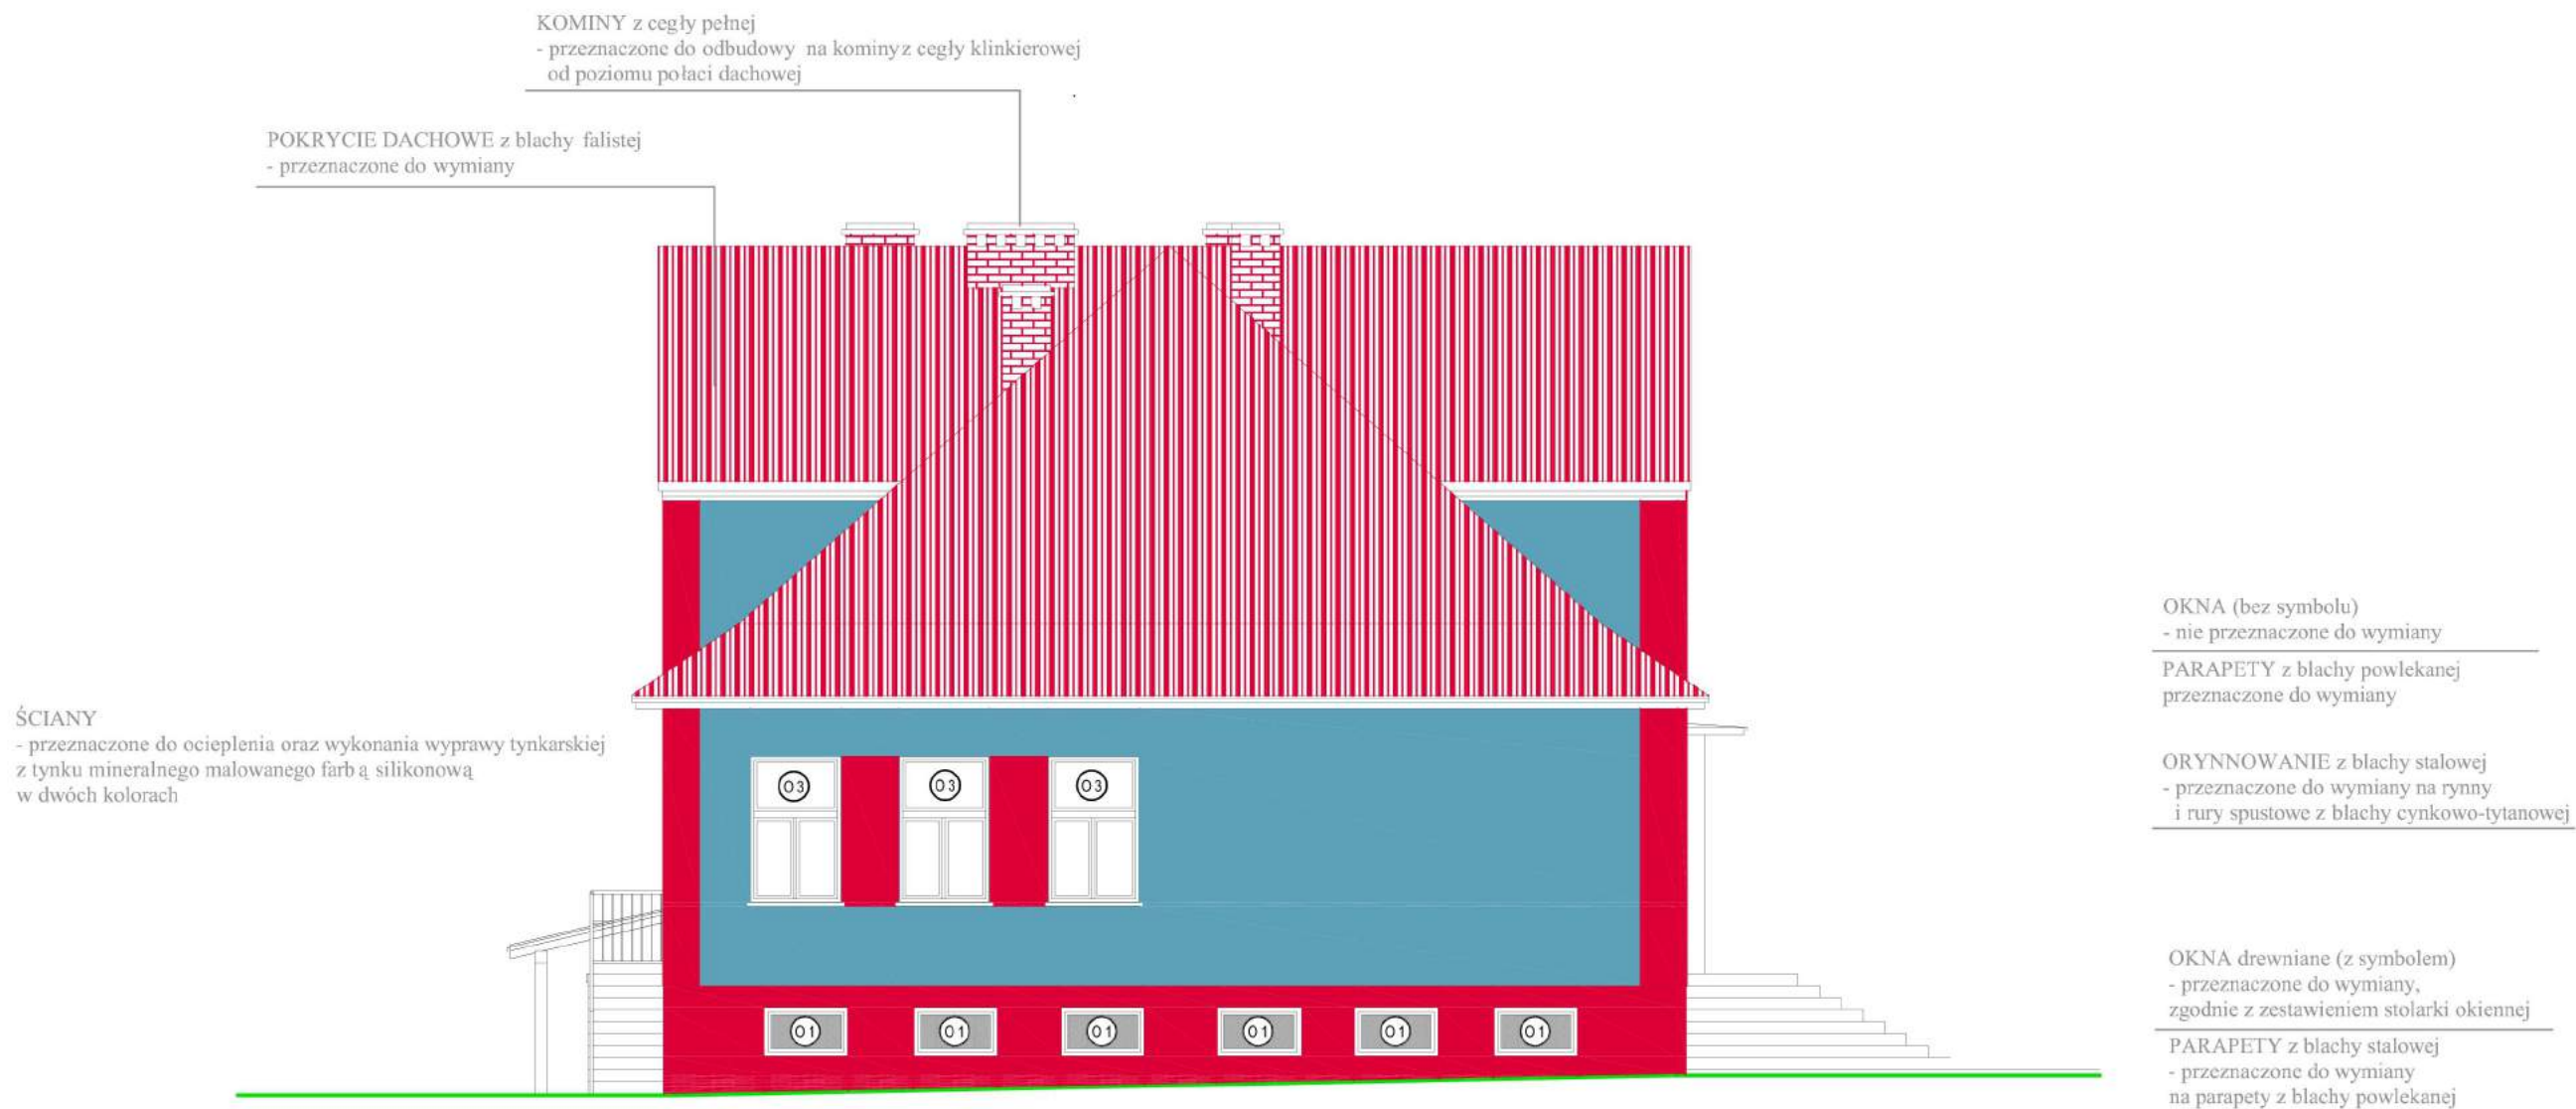 KOMINY z cegły pełnej
- przeznaczone do odbudowy na kominy z cegły klinkierowej
od poziomu połaci dachowej
POKRYCIE DACHOWE z blachy falistej
- przeznaczone do wymiany
OKNA (bez symbolu)
- nie przeznaczone do wymiany
PARAPETY z blachy powlekanej
przeznaczone do wymiany
ŚCIANY
- przeznaczone do ocieplenia oraz wykonania wyprawy tynkarskiej
z tynku mineralnego malowanego farbą silikonową
w dwóch kolorach
ORYNNOWANIE z blachy stalowej
- przeznaczone do wymiany na rynny
i rury spustowe z blachy cynkowo-tytanowej
O3 O3 O3
OKNA drewniane (z symbolem)
- przeznaczone do wymiany,
zgodnie z zestawieniem stolarki okiennej
O1 O1 O1 O1 O1 O1
PARAPETY z blachy stalowej
- przeznaczone do wymiany
na parapety z blachy powlekanej